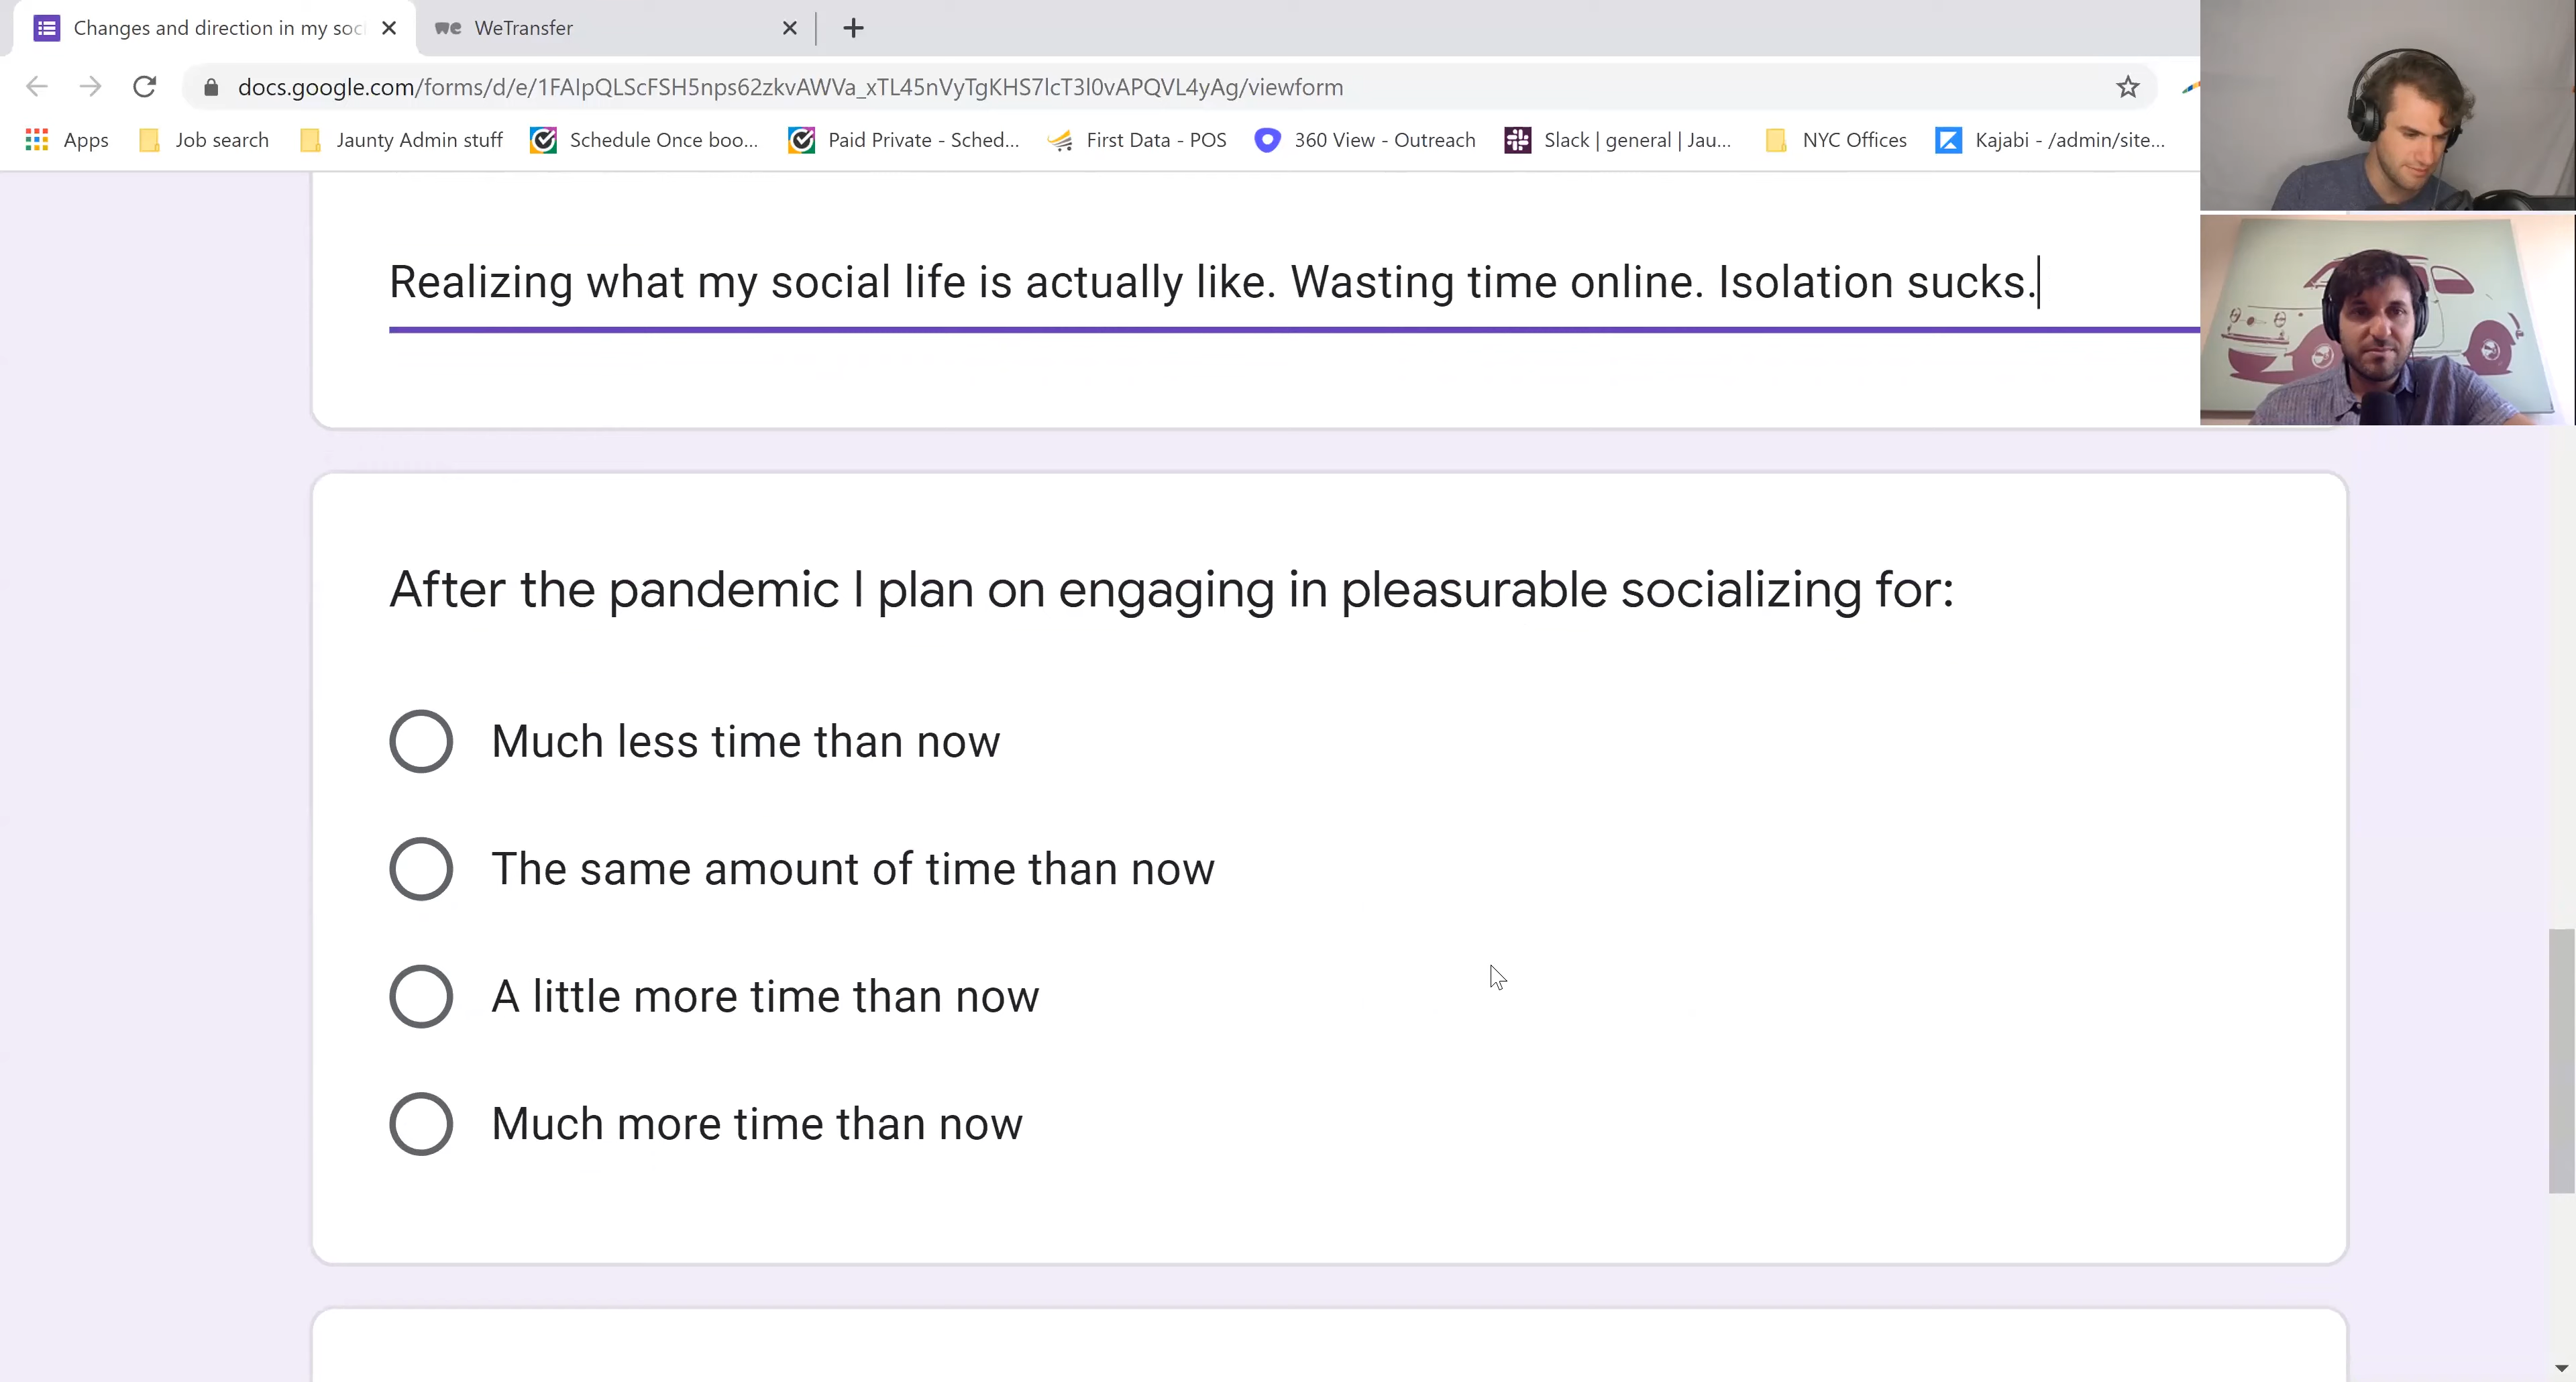 Changes and direction in my soc
WeTransfer
docs.google.com/forms/d/e/1FAIpQLScFSH5nps62zkvAWVa_xTL45nVyTgKHS7lcT3l0vAPQVL4yAg/viewform
Apps Job search Jaunty Admin stuff Schedule Once boo... Paid Private - Sched... First Data - POS 360 View - Outreach Slack | general | Jau... NYC Offices Kajabi - /admin/site...
Realizing what my social life is actually like. Wasting time online. Isolation sucks.
After the pandemic I plan on engaging in pleasurable socializing for:
Much less time than now
The same amount of time than now
A little more time than now
Much more time than now